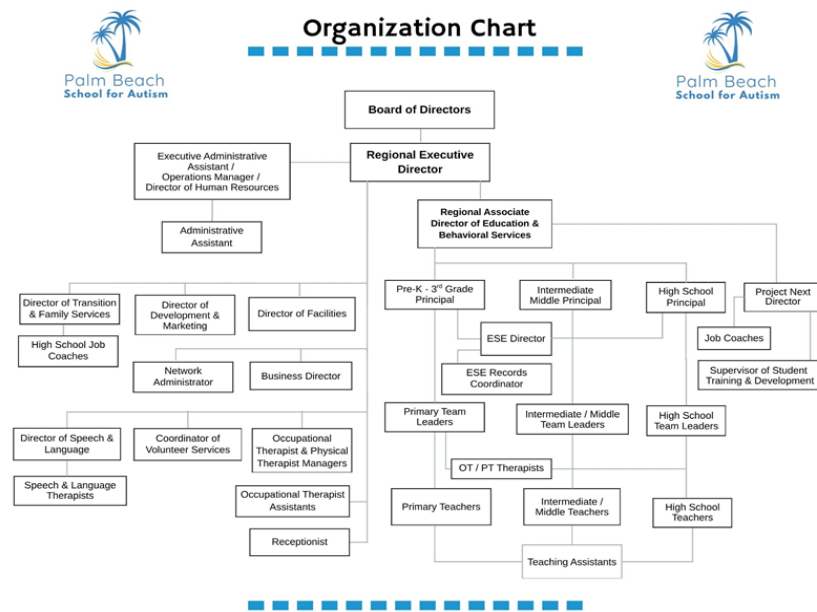 Organization Chart
Palm Beach
School for Autism
Palm Beach
School for Autism
Board of Directors
Executive Administrative
Assistant /
Operations Manager /
Director of Human Resources
Regional Executive
Director
Administrative
Assistant
Regional Associate
Director of Education &
Behavioral Services
Director of Transition
& Family Services
Director of
Development &
Marketing
Director of Facilities
Pre-K - 3rd Grade
Principal
Intermediate
Middle Principal
High School
Principal
Project Next
Director
High School Job
Coaches
ESE Director
Job Coaches
Network
Administrator
Business Director
ESE Records
Coordinator
Supervisor of Student
Training & Development
Primary Team
Leaders
Intermediate / Middle
Team Leaders
High School
Team Leaders
Director of Speech &
Language
Coordinator of
Volunteer Services
Occupational
Therapist & Physical
Therapist Managers
OT / PT Therapists
Speech & Language
Therapists
Occupational Therapist
Assistants
Primary Teachers
Intermediate /
Middle Teachers
High School
Teachers
Receptionist
Teaching Assistants